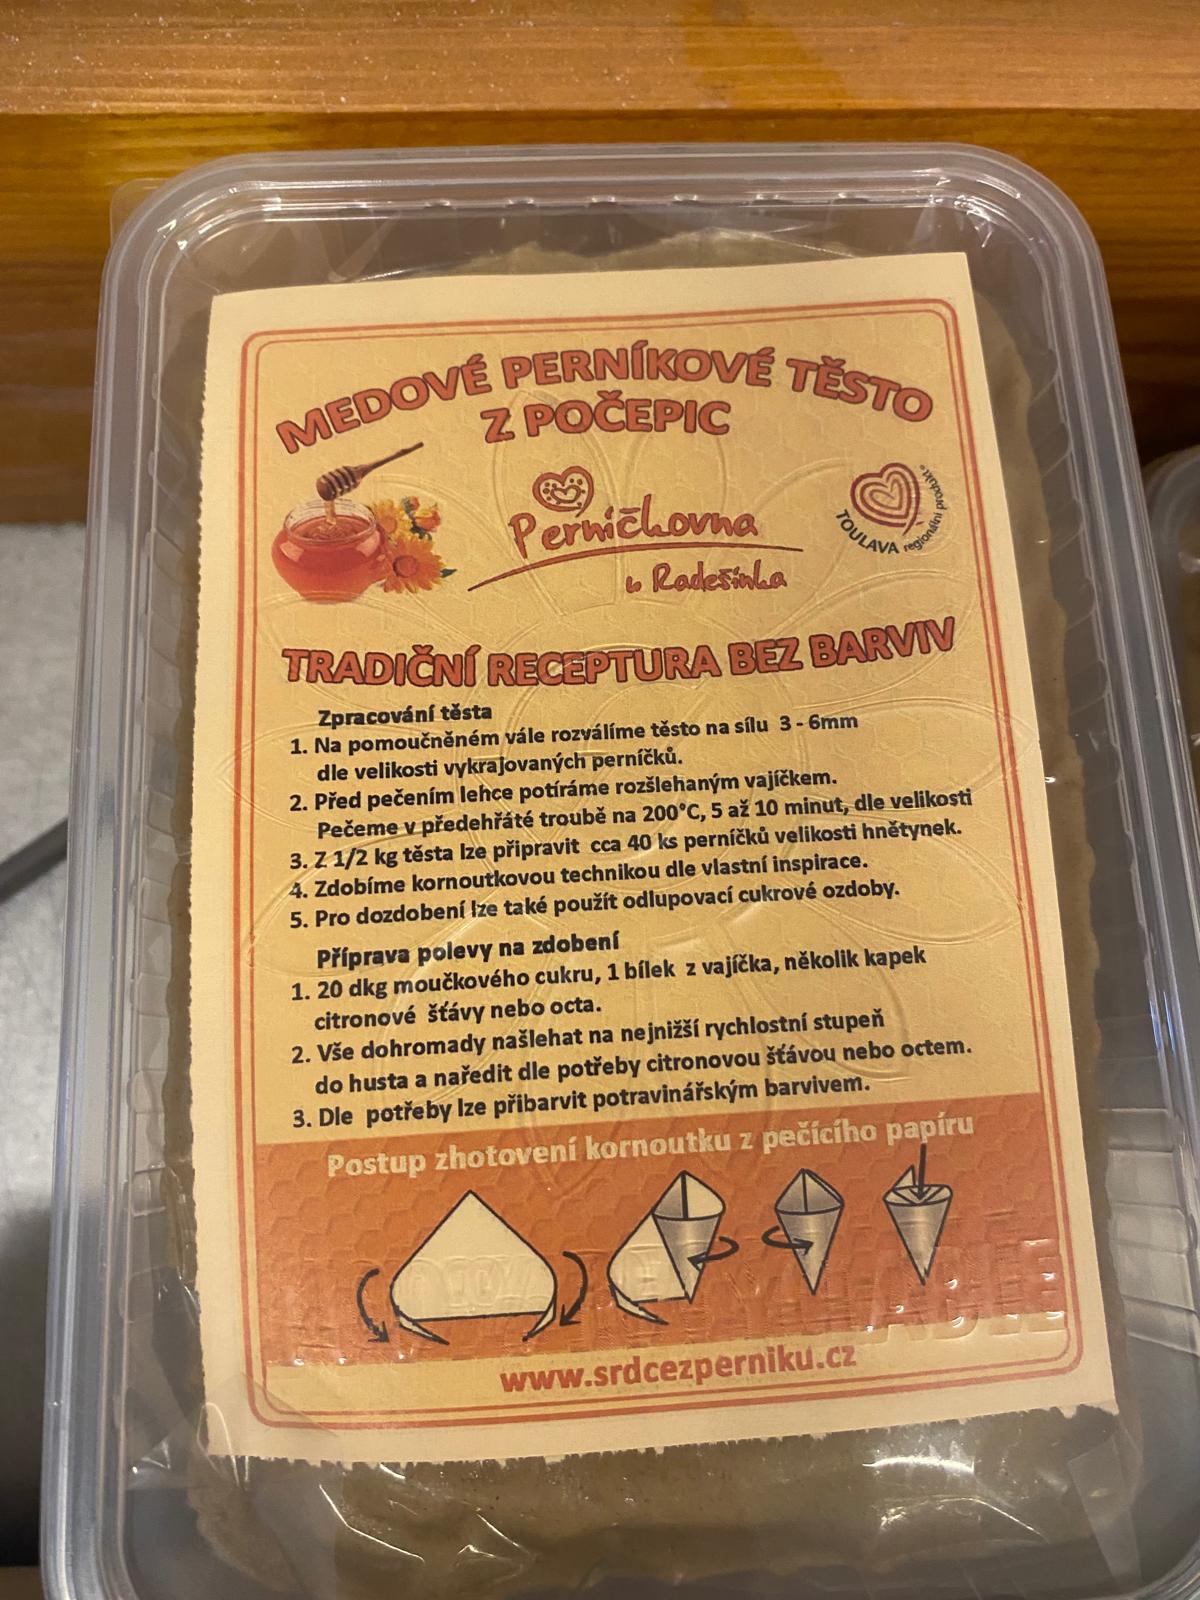 MEDOVÉ PERNÍKOVÉ TĚSTO
Z POČEPIC
Perníčkovna
u Radešínka
TOULAVA regionální produkt®
TRADIČNÍ RECEPTURA BEZ BARVIV
Zpracování těsta
1. Na pomoučněném vále rozválíme těsto na sílu 3 - 6mm
dle velikosti vykrajovaných perníčků.
2. Před pečením lehce potíráme rozšlehaným vajíčkem.
Pečeme v předehřáté troubě na 200°C, 5 až 10 minut, dle velikosti
3. Z 1/2 kg těsta lze připravit cca 40 ks perníčků velikosti hnětynek.
4. Zdobíme kornoutkovou technikou dle vlastní inspirace.
5. Pro dozdobení lze také použít odlupovací cukrové ozdoby.
Příprava polevy na zdobení
1. 20 dkg moučkového cukru, 1 bílek z vajíčka, několik kapek
citronové šťávy nebo octa.
2. Vše dohromady našlehat na nejnižší rychlostní stupeň
do husta a naředit dle potřeby citronovou šťávou nebo octem.
3. Dle potřeby lze přibarvit potravinářským barvivem.
Postup zhotovení kornoutku z pečícího papíru
www.srdcezperniku.cz